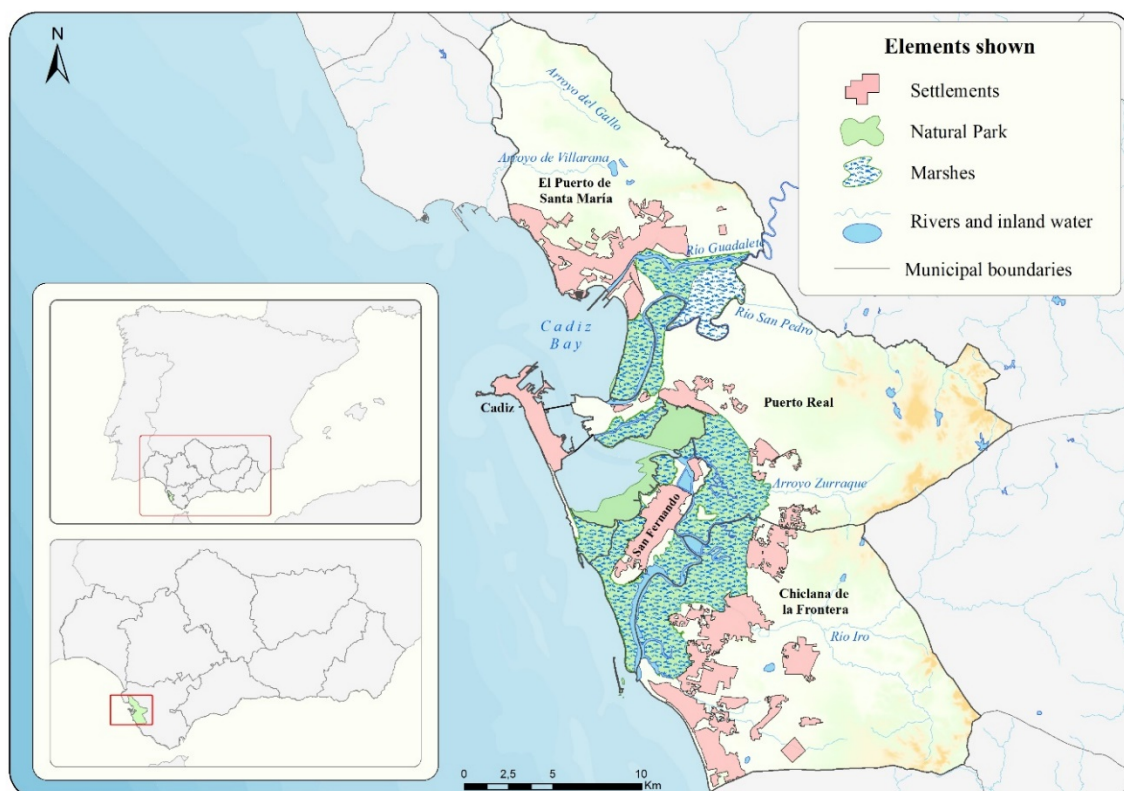 N
Arroyo del Gallo
Arroyo de Villarana
El Puerto de
Santa María
Río Guadalete
Río San Pedro
Cadiz
Bay
Cadiz
Puerto Real
Arroyo Zurraque
San Fernando
Chiclana de
la Frontera
Río Iro
Elements shown
Settlements
Natural Park
Marshes
Rivers and inland water
Municipal boundaries
0 2,5 5 10
Km